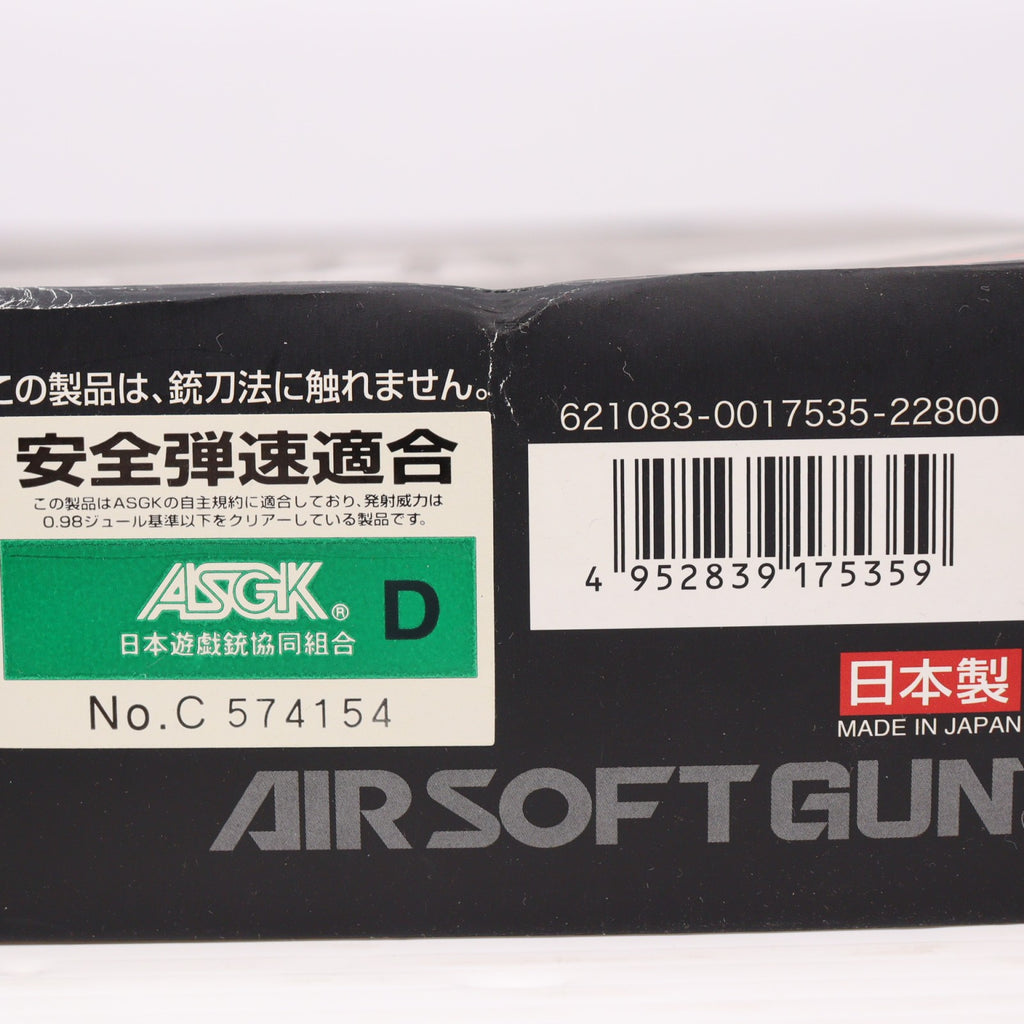 この製品は、銃刀法に触れません。
安全弾速適合
この製品はASGKの自主規約に適合しており、発射威力は
0.98ジュール基準以下をクリアーしている製品です。
ASGK® D
日本遊戯銃協同組合
No.C 574154
621083-0017535-22800
4 952839 175359
日本製
MADE IN JAPAN
AIRSOFT GUN